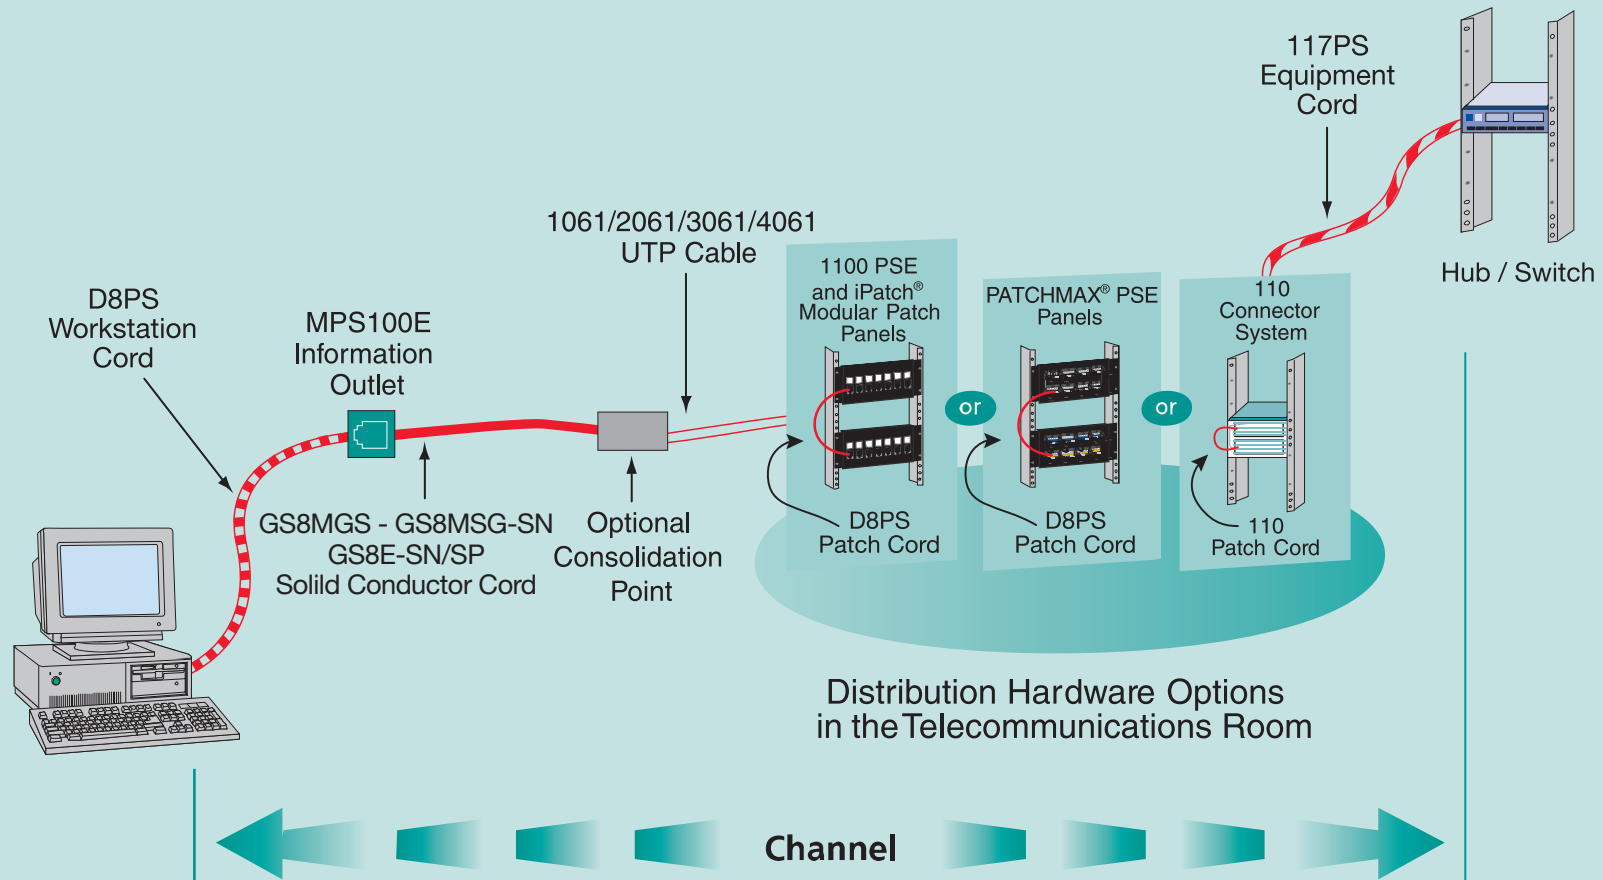 117PS
Equipment
Cord
Hub / Switch
1061/2061/3061/4061
UTP Cable
D8PS
Workstation
Cord
MPS100E
Information
Outlet
1100 PSE
and iPatch®
Modular Patch
Panels
PATCHMAX® PSE
Panels
110
Connector
System
or
or
GS8MGS - GS8MSG-SN
GS8E-SN/SP
Solild Conductor Cord
Optional
Consolidation
Point
D8PS
Patch Cord
D8PS
Patch Cord
110
Patch Cord
Distribution Hardware Options
in the Telecommunications Room
Channel